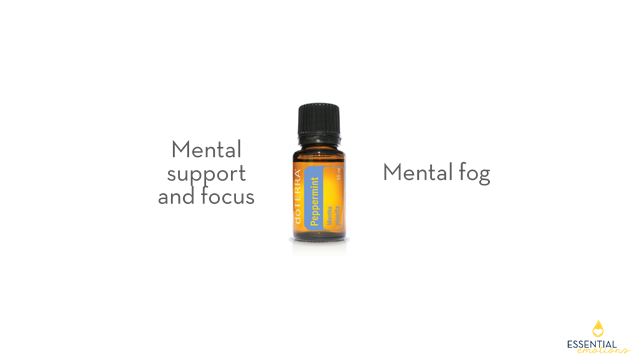 Mental
support
and focus
dōTERRA
Peppermint
Mental fog
ESSENTIAL
emotions